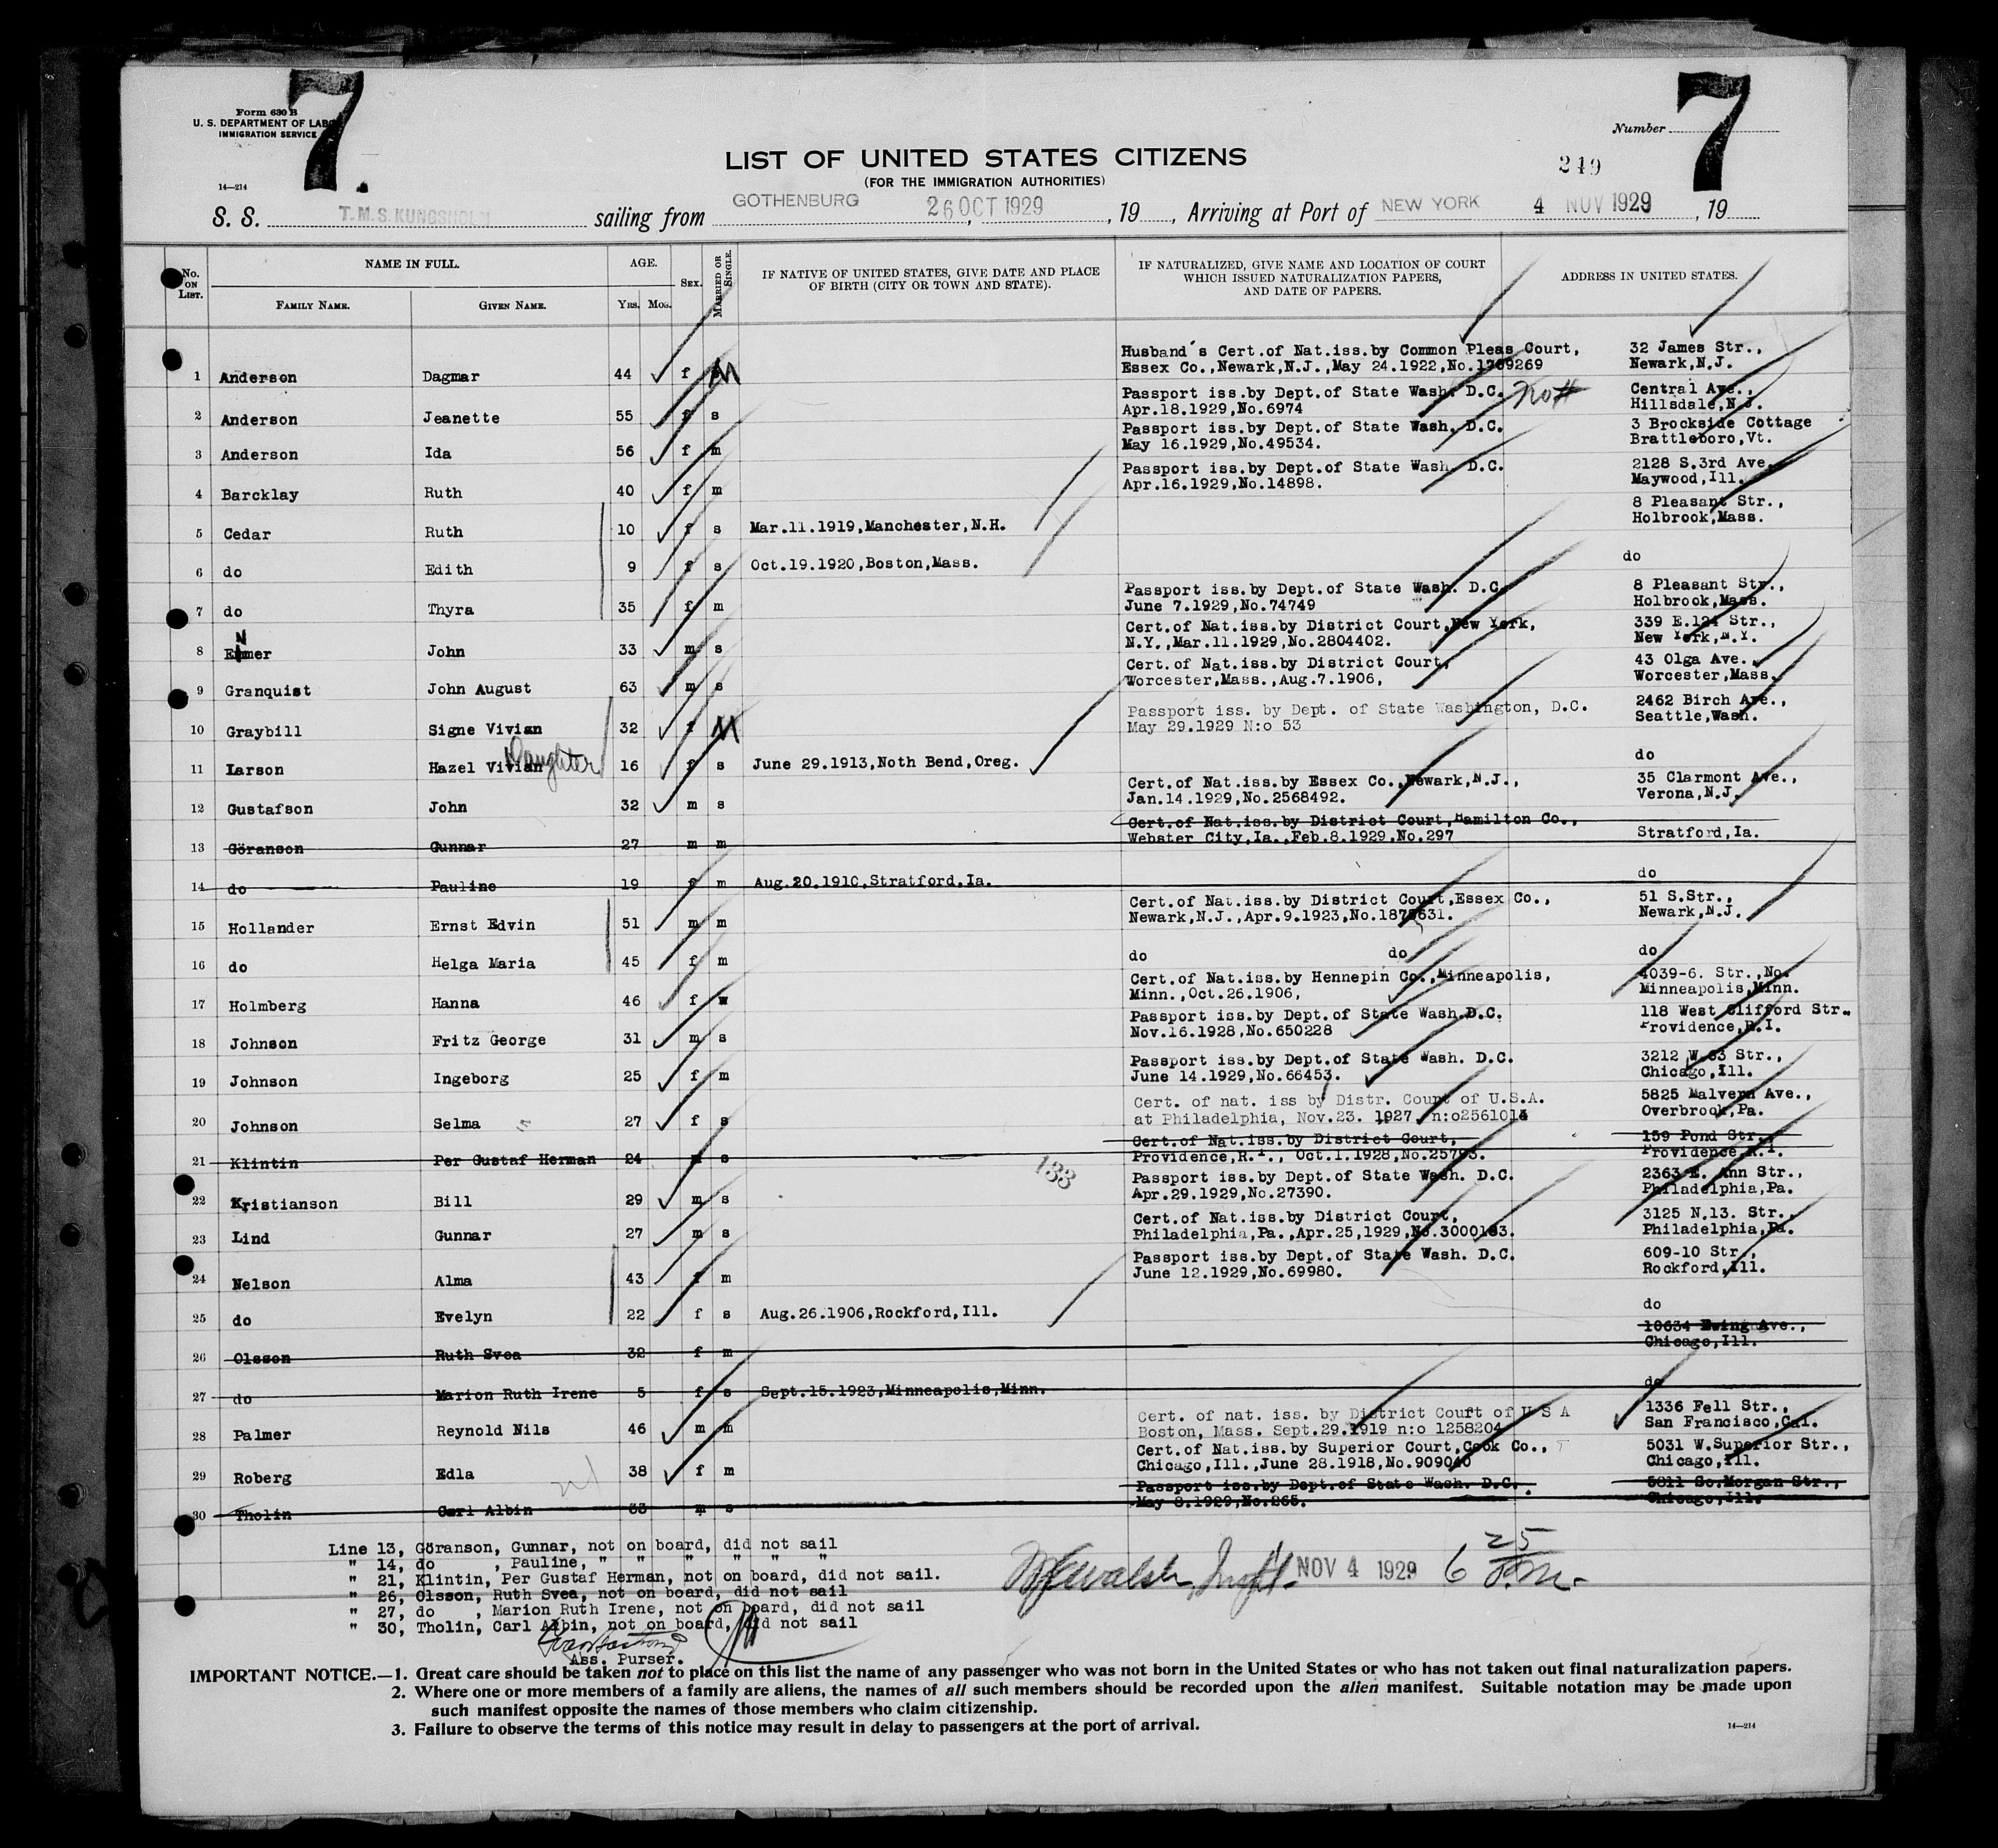 7 7
Form 630 B
U. S. DEPARTMENT OF LABOR
IMMIGRATION SERVICE
Number
14—214
LIST OF UNITED STATES CITIZENS
(FOR THE IMMIGRATION AUTHORITIES)
249
S. S. T.M.S. KUNGSHOLM sailing from GOTHENBURG 26 OCT 1929, 19 , Arriving at Port of NEW YORK 4 NOV 1929, 19
No. ON LIST. NAME IN FULL. AGE. SEX. MARRIED OR SINGLE. IF NATIVE OF UNITED STATES, GIVE DATE AND PLACE OF BIRTH (CITY OR TOWN AND STATE). IF NATURALIZED, GIVE NAME AND LOCATION OF COURT WHICH ISSUED NATURALIZATION PAPERS, AND DATE OF PAPERS. ADDRESS IN UNITED STATES.
FAMILY NAME. GIVEN NAME. Yrs. Mos.
Husband's Cert.of Nat.iss.by Common Pleas Court, 32 James Str.,
1 Anderson Dagmar 44 f M Essex Co.,Newark,N.J.,May 24.1922,No.1769269 Newark,N.J.
Passport iss.by Dept.of State Wash. D.C. Central Ave.,
2 Anderson Jeanette 55 f s Apr.18.1929,No.6974 Hillsdale,N.J.
Passport iss.by Dept.of State Wash. D.C. 3 Brockside Cottage
3 Anderson Ida 56 f m May 16.1929,No.49534. Brattleboro,Vt.
Passport iss.by Dept.of State Wash. D.C. 2128 S.3rd Ave.
4 Barcklay Ruth 40 f m Apr.16.1929,No.14898. Maywood,Ill.
8 Pleasant Str.,
5 Cedar Ruth 10 f s Mar.11.1919,Manchester,N.H. Holbrook,Mass.
6 do Edith 9 f s Oct.19.1920,Boston,Mass. do
Passport iss.by Dept.of State Wash. D.C. 8 Pleasant Str.,
7 do Thyra 35 f m June 7.1929,No.74749 Holbrook,Mass.
N Cert.of Nat.iss.by District Court,New York, 339 E.124 Str.,
8 Emmer John 33 m s N.Y.,Mar.11.1929,No.2804402. New York,N.Y.
Cert.of Nat.iss.by District Court, 43 Olga Ave.,
9 Granquist John August 63 m s Worcester,Mass.,Aug.7.1906, Worcester,Mass.
Passport iss. by Dept. of State Washington, D.C. 2462 Birch Ave.,
10 Graybill Signe Vivian 32 f M May 29.1929 N:o 53 Seattle,Wash.
Daughter
11 Larson Hazel Vivian 16 f s June 29.1913,Noth Bend,Oreg. do
Cert.of Nat.iss.by Essex Co.,Newark,N.J., 35 Clarmont Ave.,
12 Gustafson John 32 m s Jan.14.1929,No.2568492. Verona,N.J.
Cert.of Nat.iss.by District Court,Hamilton Co.,
13 Göranson Gunnar 27 m m Webster City,Ia.,Feb.8.1929,No.297 Stratford,Ia.
14 do Pauline 19 f m Aug.20.1910,Stratford,Ia. do
Cert.of Nat.iss.by District Court,Essex Co., 51 S.Str.,
15 Hollander Ernst Edvin 51 m m Newark,N.J.,Apr.9.1923,No.1879631. Newark,N.J.
16 do Helga Maria 45 f m do do do
Cert.of Nat.iss.by Hennepin Co.,Minneapolis, 4039-6. Str.,No.
17 Holmberg Hanna 46 f w Minn.,Oct.26.1906, Minneapolis,Minn.
Passport iss.by Dept.of State Wash.D.C. 118 West Clifford Str.
18 Johnson Fritz George 31 m s Nov.16.1928,No.650228 Providence,R.I.
Passport iss.by Dept.of State Wash. D.C. 3212 W.63 Str.,
19 Johnson Ingeborg 25 f m June 14.1929,No.66453. Chicago,Ill.
Cert. of nat. iss by Distr. Court of U.S.A. 5825 Malvern Ave.,
20 Johnson Selma 27 f s at Philadelphia, Nov.23. 1927 n:o2561014 Overbrook,Pa.
Cert.of Nat.iss.by District Court, 159 Pond Str.,
21 Klintin Per Gustaf Herman 24 s Providence,R.I., Oct.1.1928,No.25793. Providence,R.I.
133
Passport iss.by Dept.of State Wash. D.C. 2363 E. Ann Str.,
22 Kristianson Bill 29 m s Apr.29.1929,No.27390. Philadelphia,Pa.
Cert.of Nat.iss.by District Court, 3125 N.13. Str.,
23 Lind Gunnar 27 m s Philadelphia,Pa.,Apr.25,1929,No.3000183. Philadelphia,Pa.
Passport iss.by Dept.of State Wash. D.C. 609-10 Str.,
24 Nelson Alma 43 f m June 12.1929,No.69980. Rockford,Ill.
25 do Evelyn 22 f s Aug.26.1906,Rockford,Ill. do
10634 Ewing Ave.,
26 Olsson Ruth Svea 32 f m Chicago,Ill.
27 do Marion Ruth Irene 5 f s Sept.15.1923,Minneapolis,Minn. do
Cert. of nat. iss. by District Court of U S A 1336 Fell Str.,
28 Palmer Reynold Nils 46 m m Boston, Mass. Sept.29.1919 n:o 1258204 San Francisco,Cal.
Cert.of Nat.iss.by Superior Court,Cook Co., 5031 W.Superior Str.,
29 Roberg Edla 38 f m Chicago,Ill.,June 28.1918,No.909040 Chicago,Ill.
Passport iss.by Dept.of State Wash. D.C. 5811 So.Morgan Str.,
30 Tholin Carl Albin 33 m s May 8.1929,No.265. Chicago,Ill.
Line 13, Göranson, Gunnar, not on board, did not sail
" 14, do , Pauline, " " " " " "
" 21, Klintin, Per Gustaf Herman, not on board, did not sail.
" 26, Olsson, Ruth Svea, not on board, did not sail
" 27, do , Marion Ruth Irene, not on board, did not sail
" 30, Tholin, Carl Albin, not on board, did not sail
Ass. Purser.
NOV 4 1929 6 25 P.M.
IMPORTANT NOTICE.—1. Great care should be taken not to place on this list the name of any passenger who was not born in the United States or who has not taken out final naturalization papers.
2. Where one or more members of a family are aliens, the names of all such members should be recorded upon the alien manifest. Suitable notation may be made upon
such manifest opposite the names of those members who claim citizenship.
3. Failure to observe the terms of this notice may result in delay to passengers at the port of arrival.
14—214